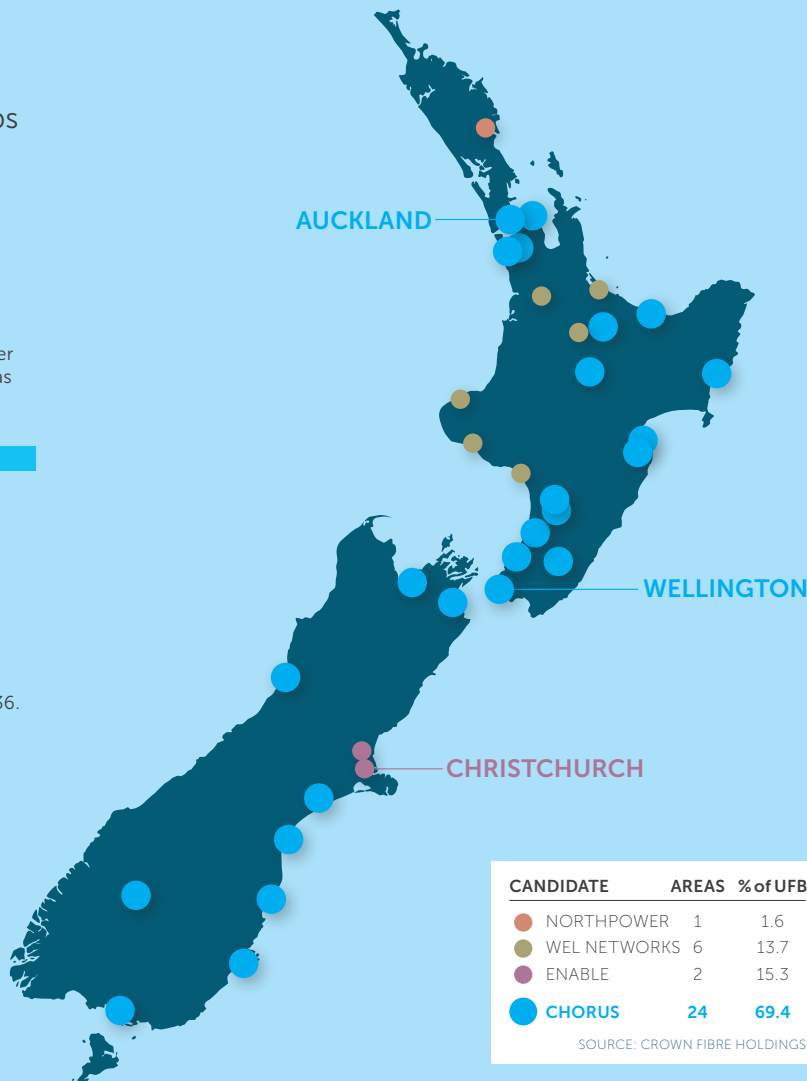 AUCKLAND
WELLINGTON
CHRISTCHURCH
CANDIDATE AREAS % of UFB
NORTHPOWER 1 1.6
WEL NETWORKS 6 13.7
ENABLE 2 15.3
CHORUS 24 69.4
SOURCE: CROWN FIBRE HOLDINGS